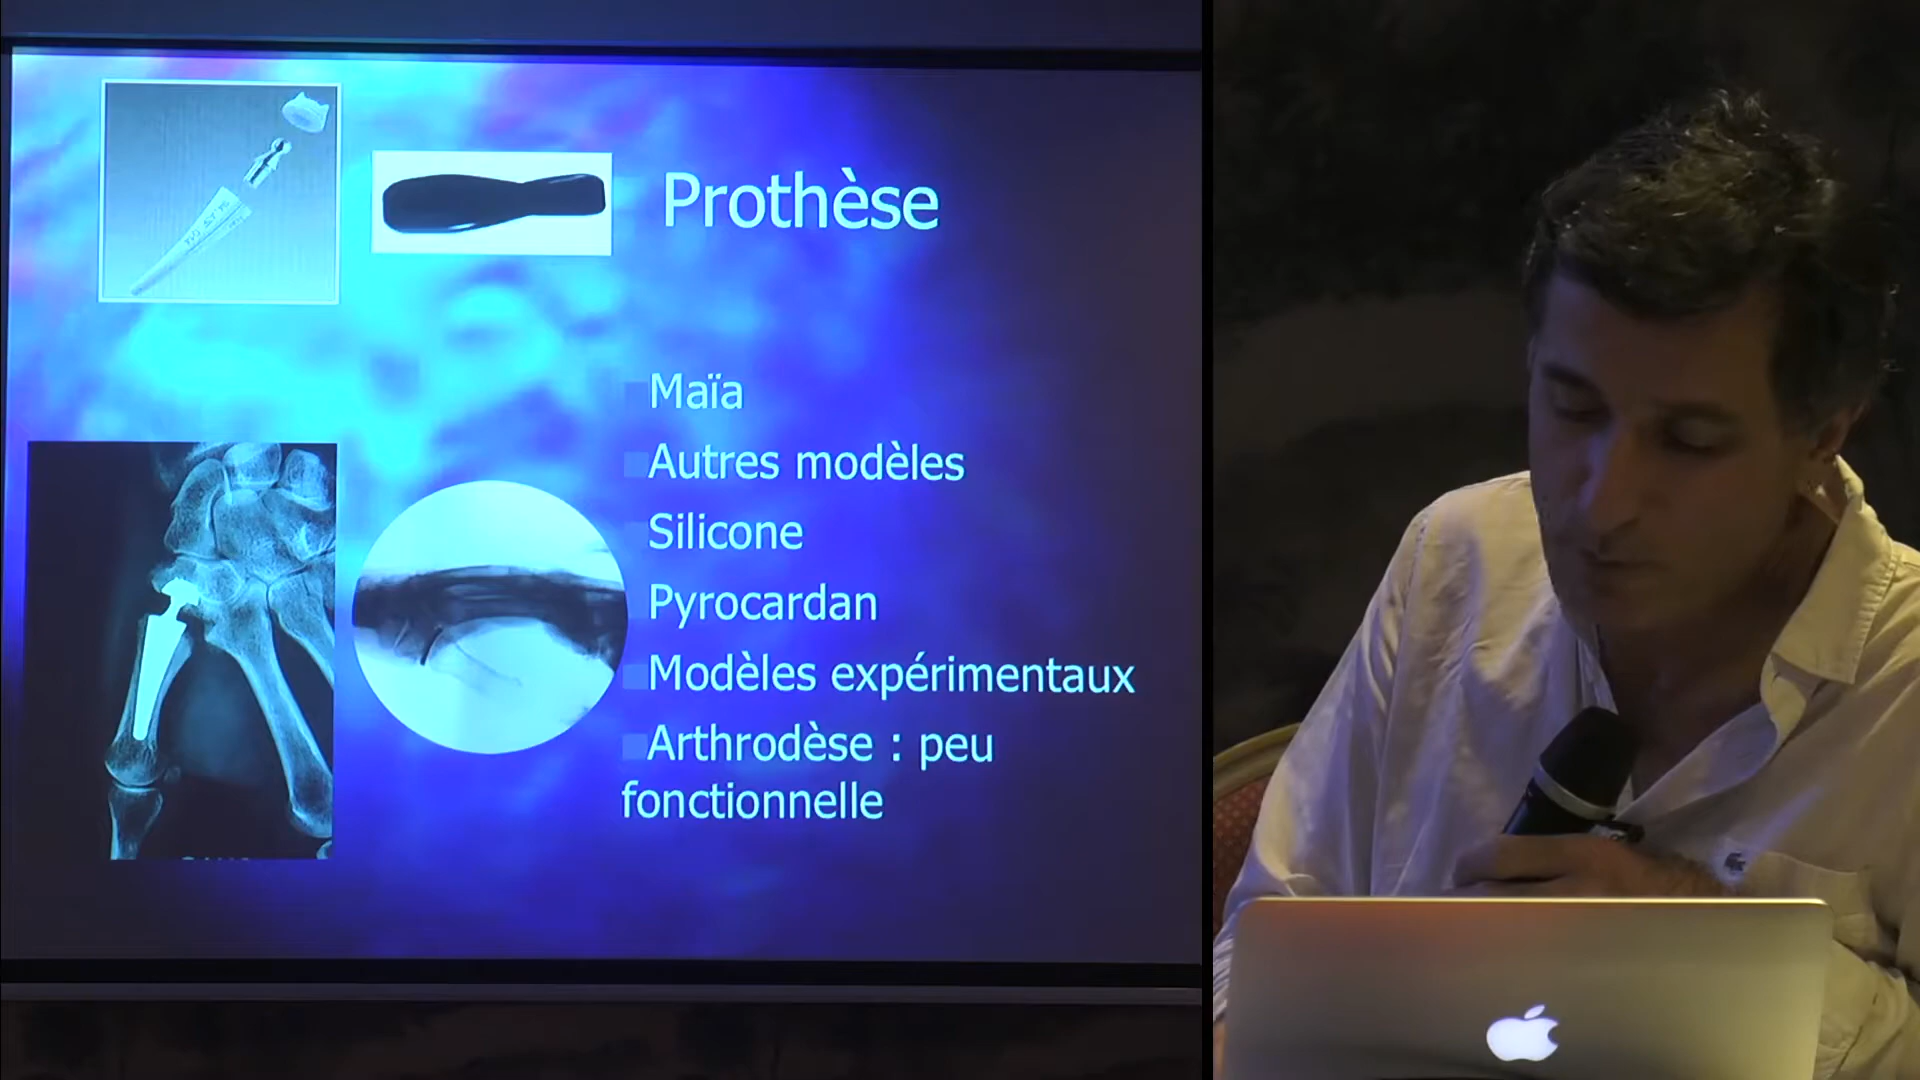 Prothèse
Maïa
Autres modèles
Silicone
Pyrocardan
Modèles expérimentaux
Arthrodèse : peu
fonctionnelle